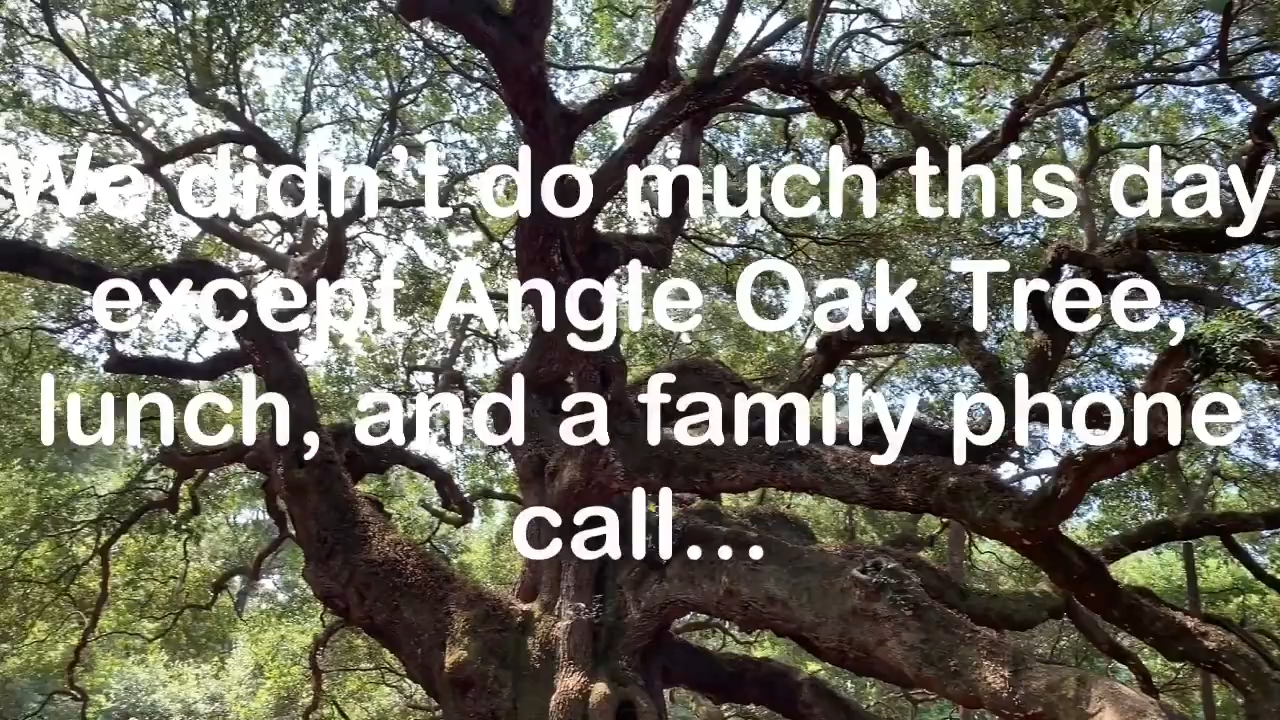 We didn't do much this day
except Angle Oak Tree,
lunch, and a family phone
call...